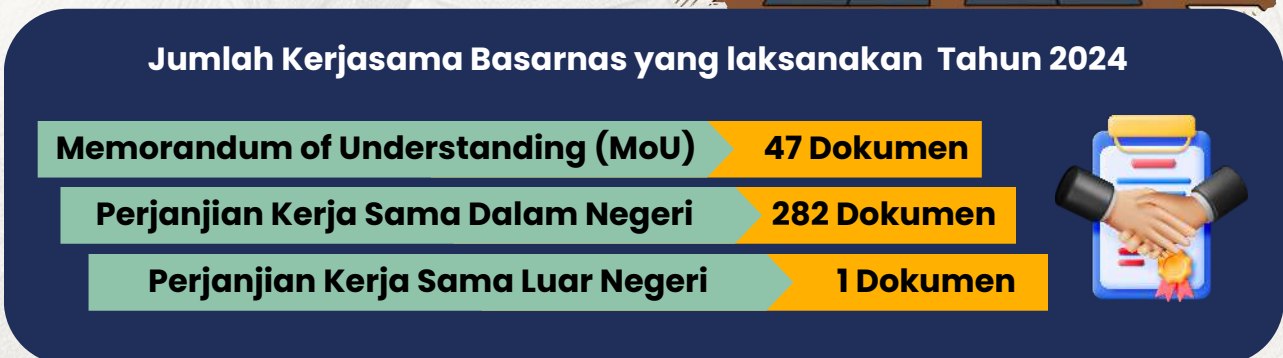 Jumlah Kerjasama Basarnas yang laksanakan Tahun 2024
Memorandum of Understanding (MoU) 47 Dokumen
Perjanjian Kerja Sama Dalam Negeri 282 Dokumen
Perjanjian Kerja Sama Luar Negeri 1 Dokumen